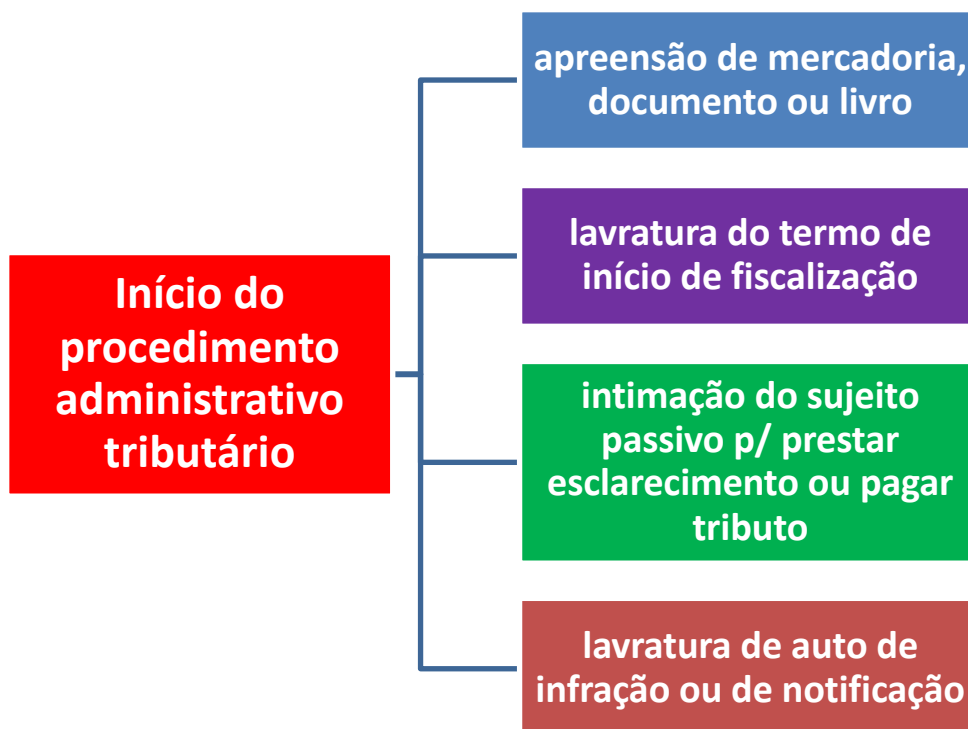 Início do
procedimento
administrativo
tributário
apreensão de mercadoria,
documento ou livro
lavratura do termo de
início de fiscalização
intimação do sujeito
passivo p/ prestar
esclarecimento ou pagar
tributo
lavratura de auto de
infração ou de notificação